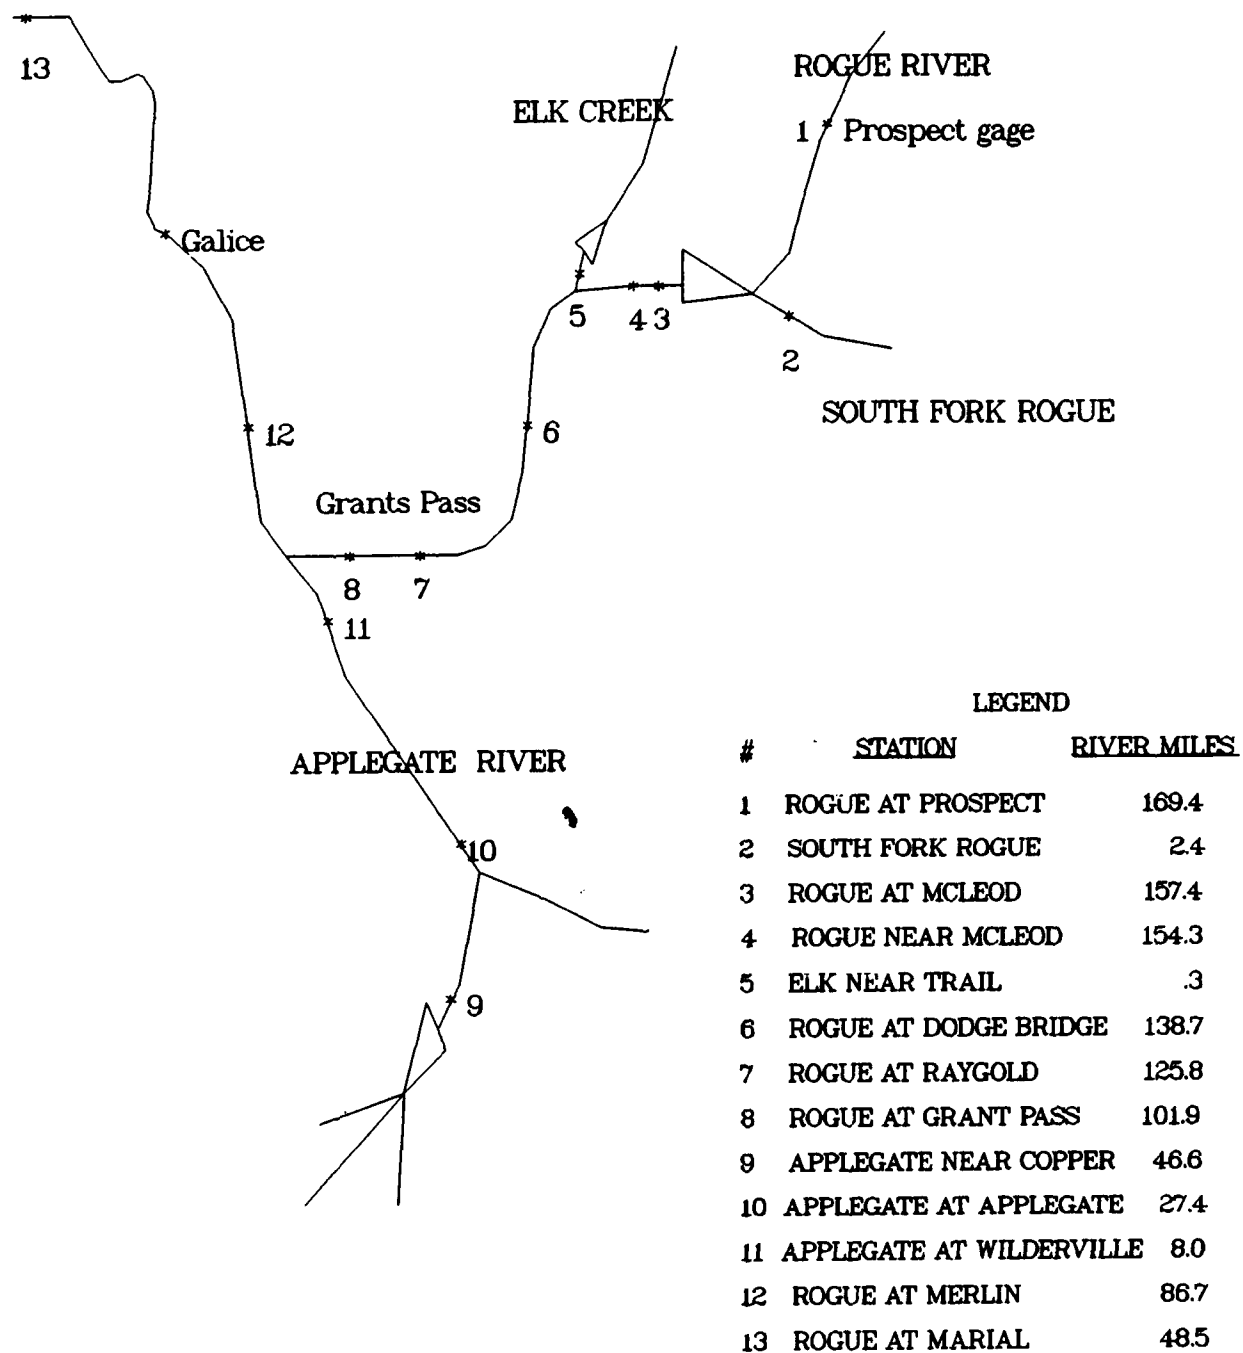 13
ROGUE RIVER
ELK CREEK
1 Prospect gage
Galice
5
4 3
2
SOUTH FORK ROGUE
12
6
Grants Pass
8
7
11
APPLEGATE RIVER
10
9
LEGEND
# STATION RIVER MILES
1 ROGUE AT PROSPECT 169.4
2 SOUTH FORK ROGUE 2.4
3 ROGUE AT MCLEOD 157.4
4 ROGUE NEAR MCLEOD 154.3
5 ELK NEAR TRAIL .3
6 ROGUE AT DODGE BRIDGE 138.7
7 ROGUE AT RAYGOLD 125.8
8 ROGUE AT GRANT PASS 101.9
9 APPLEGATE NEAR COPPER 46.6
10 APPLEGATE AT APPLEGATE 27.4
11 APPLEGATE AT WILDERVILLE 8.0
12 ROGUE AT MERLIN 86.7
13 ROGUE AT MARIAL 48.5